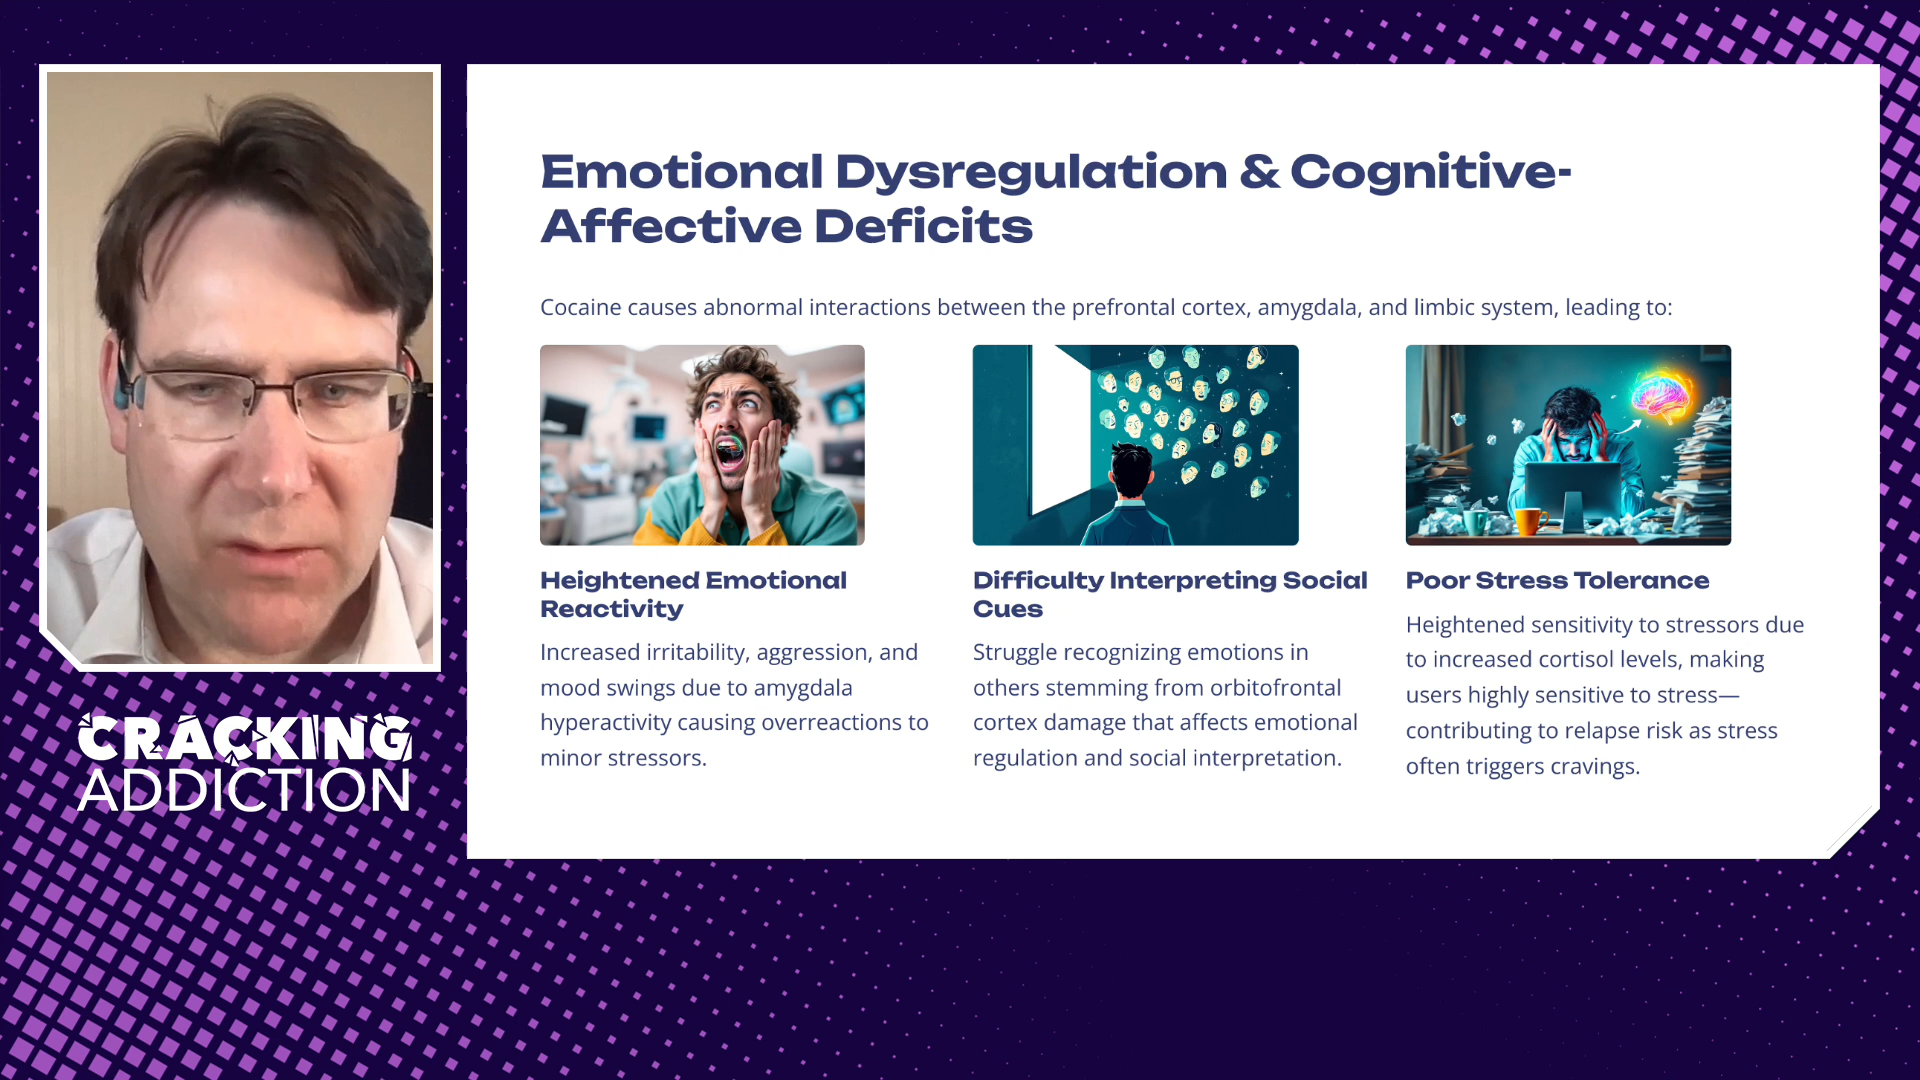 Emotional Dysregulation & Cognitive-
Affective Deficits
Cocaine causes abnormal interactions between the prefrontal cortex, amygdala, and limbic system, leading to:
Heightened Emotional
Reactivity
Increased irritability, aggression, and
mood swings due to amygdala
hyperactivity causing overreactions to
minor stressors.
Difficulty Interpreting Social
Cues
Struggle recognizing emotions in
others stemming from orbitofrontal
cortex damage that affects emotional
regulation and social interpretation.
Poor Stress Tolerance
Heightened sensitivity to stressors due
to increased cortisol levels, making
users highly sensitive to stress—
contributing to relapse risk as stress
often triggers cravings.
CRACKING
ADDICTION